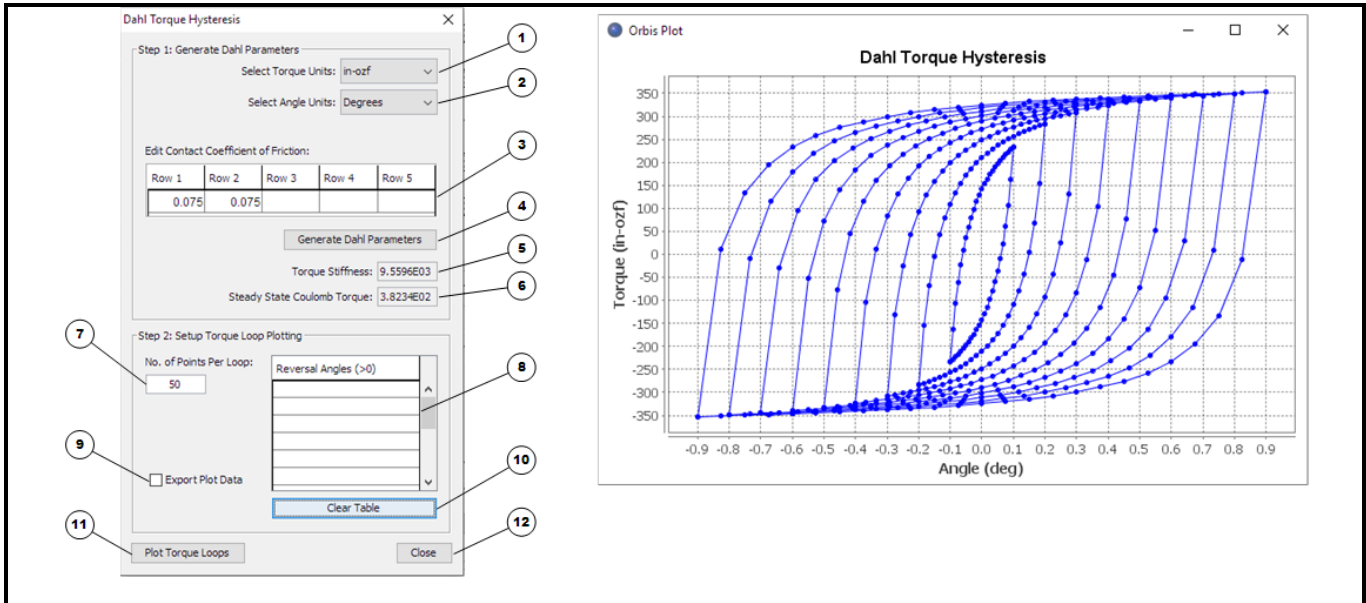 Dahl Torque Hysteresis
Step 1: Generate Dahl Parameters
Select Torque Units: in-ozf
Select Angle Units: Degrees
Edit Contact Coefficient of Friction:
Row 1 Row 2 Row 3 Row 4 Row 5
0.075 0.075
Generate Dahl Parameters
Torque Stiffness: 9.5596E03
Steady State Coulomb Torque: 3.8234E02
Step 2: Setup Torque Loop Plotting
No. of Points Per Loop:
50
Reversal Angles (>0)
Export Plot Data
Clear Table
Plot Torque Loops
Close
1
2
3
4
5
6
7
8
9
10
11
12
Orbis Plot
Dahl Torque Hysteresis
Torque (in-ozf)
350
300
250
200
150
100
50
0
-50
-100
-150
-200
-250
-300
-350
-0.9 -0.8 -0.7 -0.6 -0.5 -0.4 -0.3 -0.2 -0.1 0.0 0.1 0.2 0.3 0.4 0.5 0.6 0.7 0.8 0.9
Angle (deg)